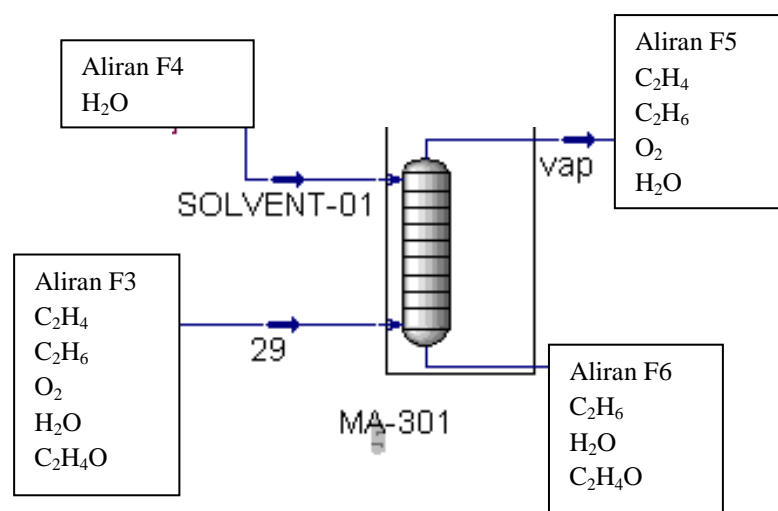 Aliran F4
H₂O
SOLVENT-01
Aliran F3
C₂H₄
C₂H₆
O₂
H₂O
C₂H₄O
29
MA-301
vap
Aliran F5
C₂H₄
C₂H₆
O₂
H₂O
Aliran F6
C₂H₆
H₂O
C₂H₄O